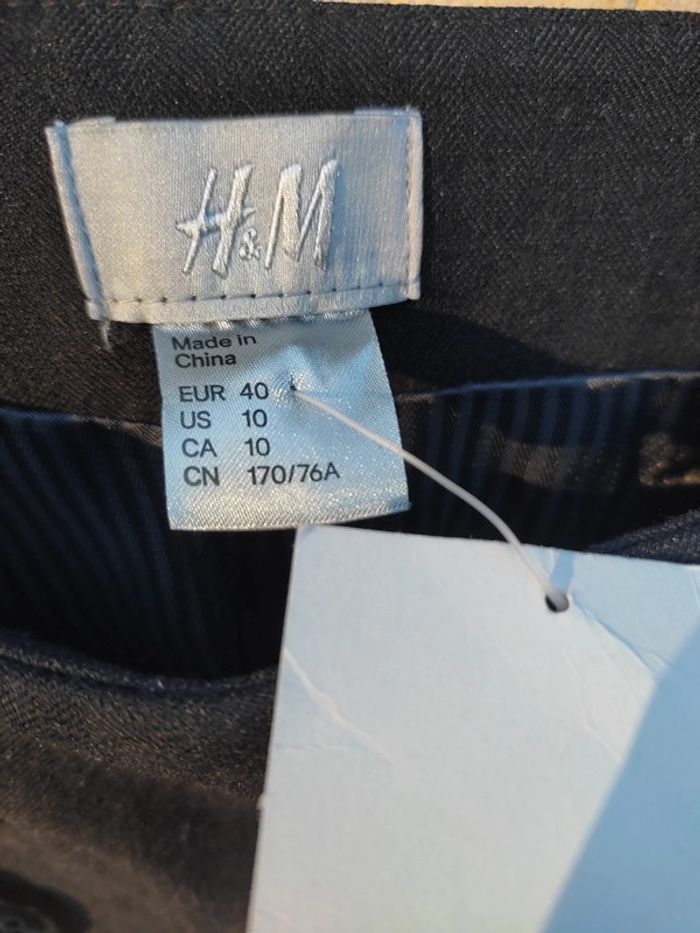 H&M
Made in
China
EUR 40
US 10
CA 10
CN 170/76A